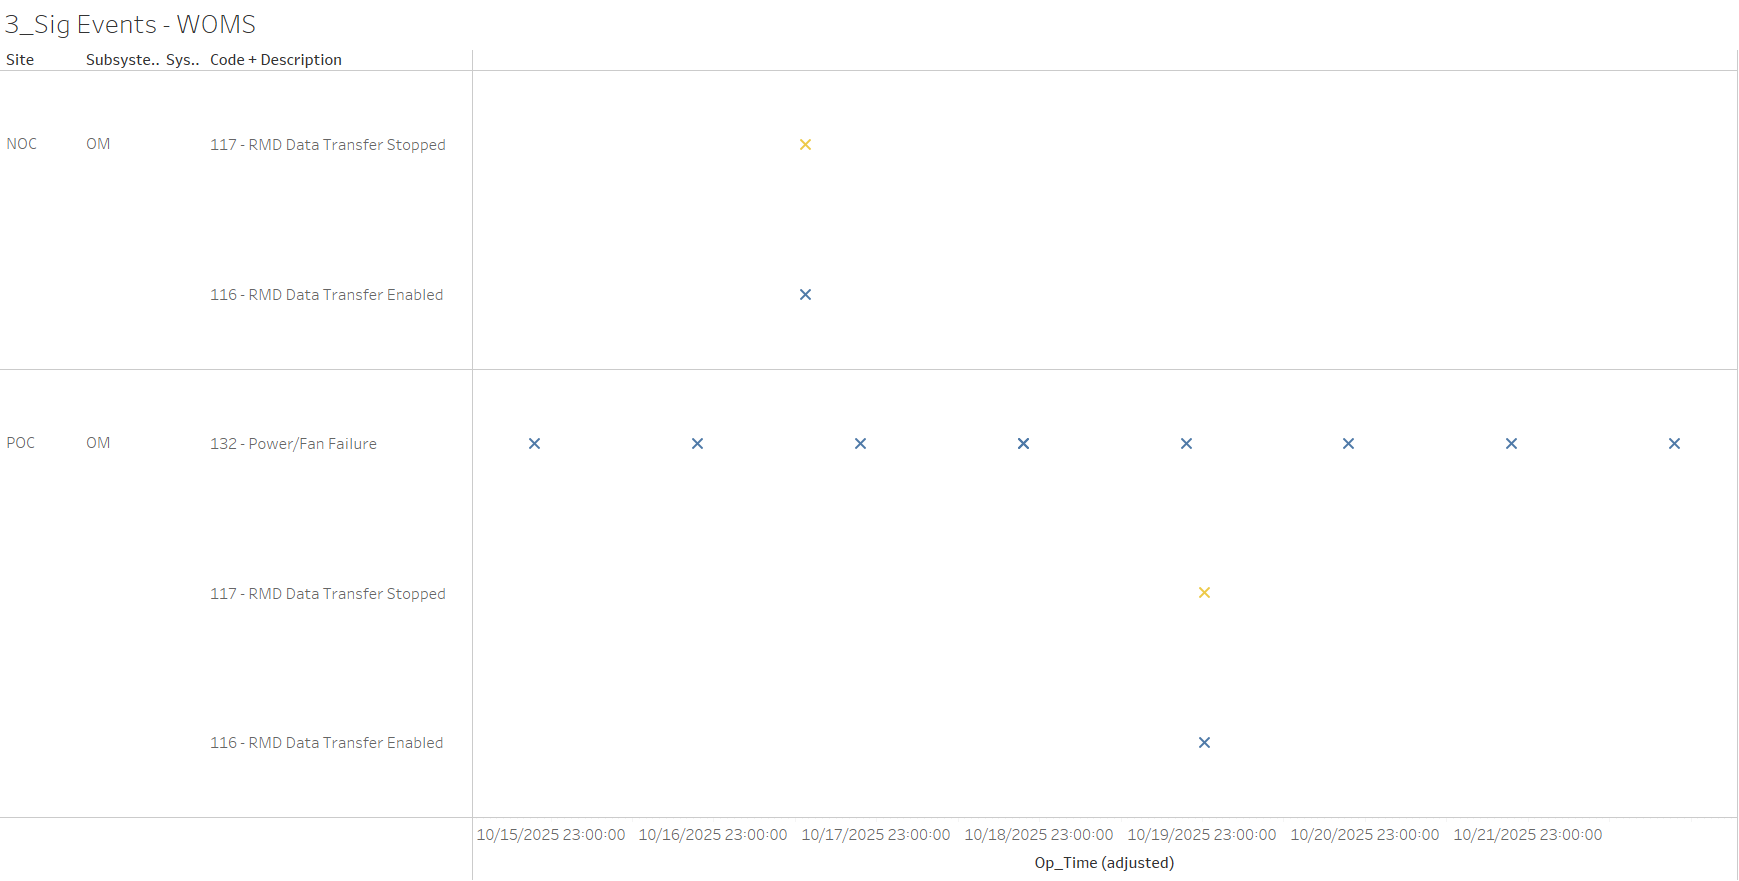 3_Sig Events - WOMS
Site Subsyste.. Sys.. Code + Description
NOC OM 117 - RMD Data Transfer Stopped
116 - RMD Data Transfer Enabled
POC OM 132 - Power/Fan Failure
117 - RMD Data Transfer Stopped
116 - RMD Data Transfer Enabled
10/15/2025 23:00:00 10/16/2025 23:00:00 10/17/2025 23:00:00 10/18/2025 23:00:00 10/19/2025 23:00:00 10/20/2025 23:00:00 10/21/2025 23:00:00
Op_Time (adjusted)